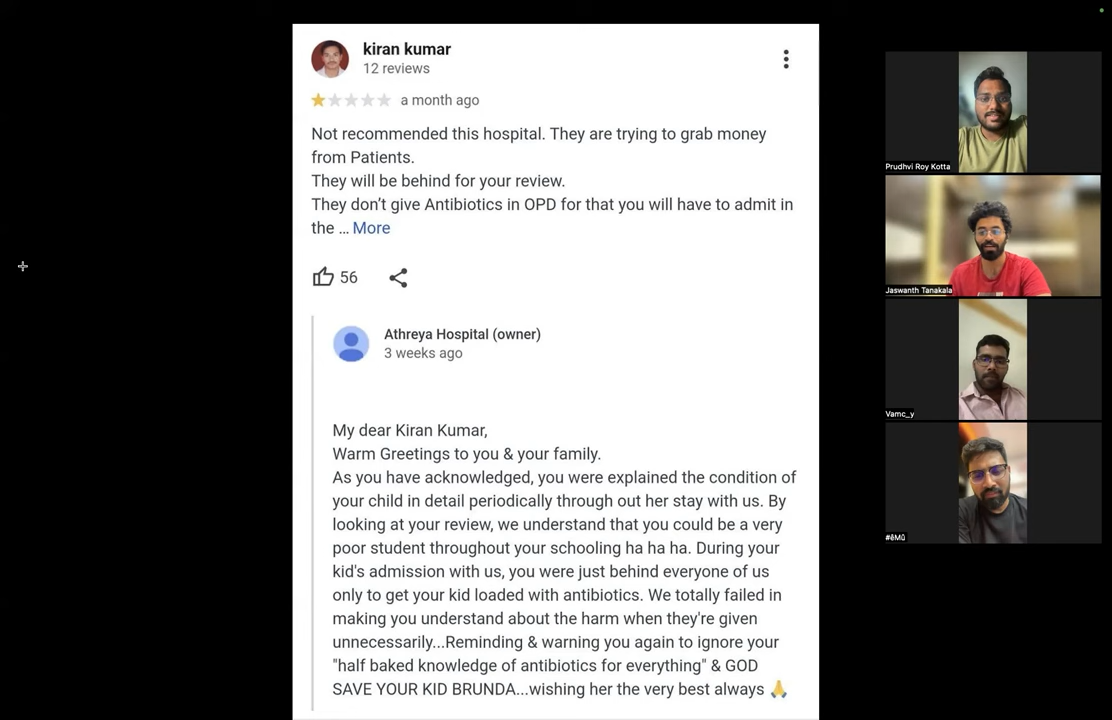 kiran kumar
12 reviews
a month ago
Not recommended this hospital. They are trying to grab money
from Patients.
They will be behind for your review.
They don't give Antibiotics in OPD for that you will have to admit in
the ... More
56
Athreya Hospital (owner)
3 weeks ago
My dear Kiran Kumar,
Warm Greetings to you & your family.
As you have acknowledged, you were explained the condition of
your child in detail periodically through out her stay with us. By
looking at your review, we understand that you could be a very
poor student throughout your schooling ha ha ha. During your
kid's admission with us, you were just behind everyone of us
only to get your kid loaded with antibiotics. We totally failed in
making you understand about the harm when they're given
unnecessarily...Reminding & warning you again to ignore your
"half baked knowledge of antibiotics for everything" & GOD
SAVE YOUR KID BRUNDA...wishing her the very best always 🙏
Prudhvi Roy Kotta
Jaswanth Tanakala
Vamc_y
#êMû